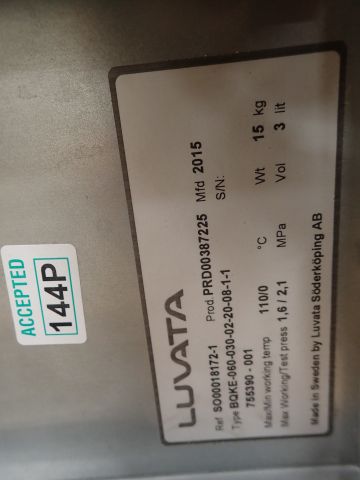 LUVATA
Ref SO00018172-1 Prod. PRD00387225 Mfd 2015
Type BQKE-060-030-02-20-08-1-1 S/N:
755390 - 001
Max/Min working temp 110/0 °C Wt 15 kg
Max Working/Test press 1,6 / 2,1 MPa Vol 3 lit
Made in Sweden by Luvata Söderköping AB
ACCEPTED
144P